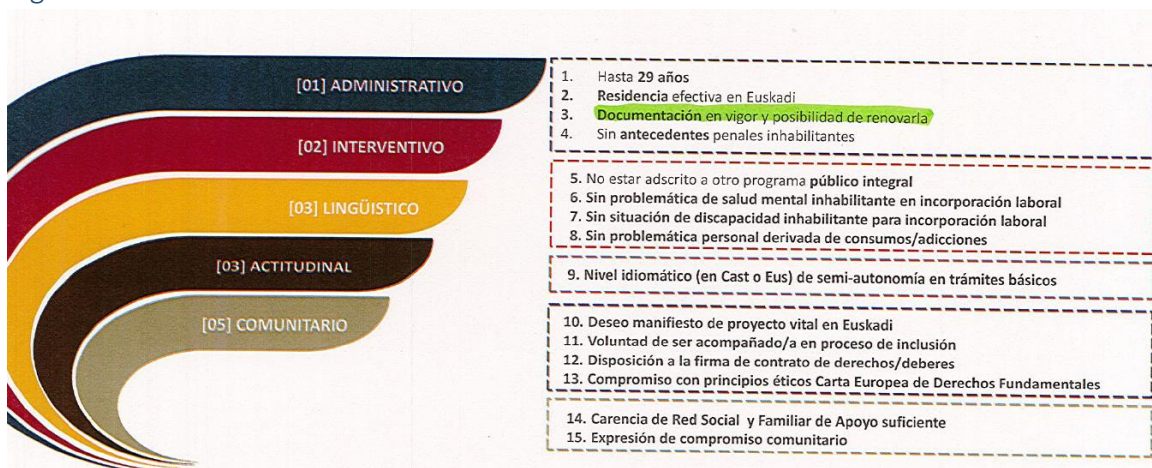 [01] ADMINISTRATIVO
1. Hasta 29 años
2. Residencia efectiva en Euskadi
3. Documentación en vigor y posibilidad de renovarla
4. Sin antecedentes penales inhabilitantes
[02] INTERVENTIVO
5. No estar adscrito a otro programa público integral
6. Sin problemática de salud mental inhabilitante en incorporación laboral
7. Sin situación de discapacidad inhabilitante para incorporación laboral
8. Sin problemática personal derivada de consumos/adicciones
[03] LINGÜISTICO
9. Nivel idiomático (en Cast o Eus) de semi-autonomía en trámites básicos
[03] ACTITUDINAL
10. Deseo manifiesto de proyecto vital en Euskadi
11. Voluntad de ser acompañado/a en proceso de inclusión
12. Disposición a la firma de contrato de derechos/deberes
13. Compromiso con principios éticos Carta Europea de Derechos Fundamentales
[05] COMUNITARIO
14. Carencia de Red Social y Familiar de Apoyo suficiente
15. Expresión de compromiso comunitario